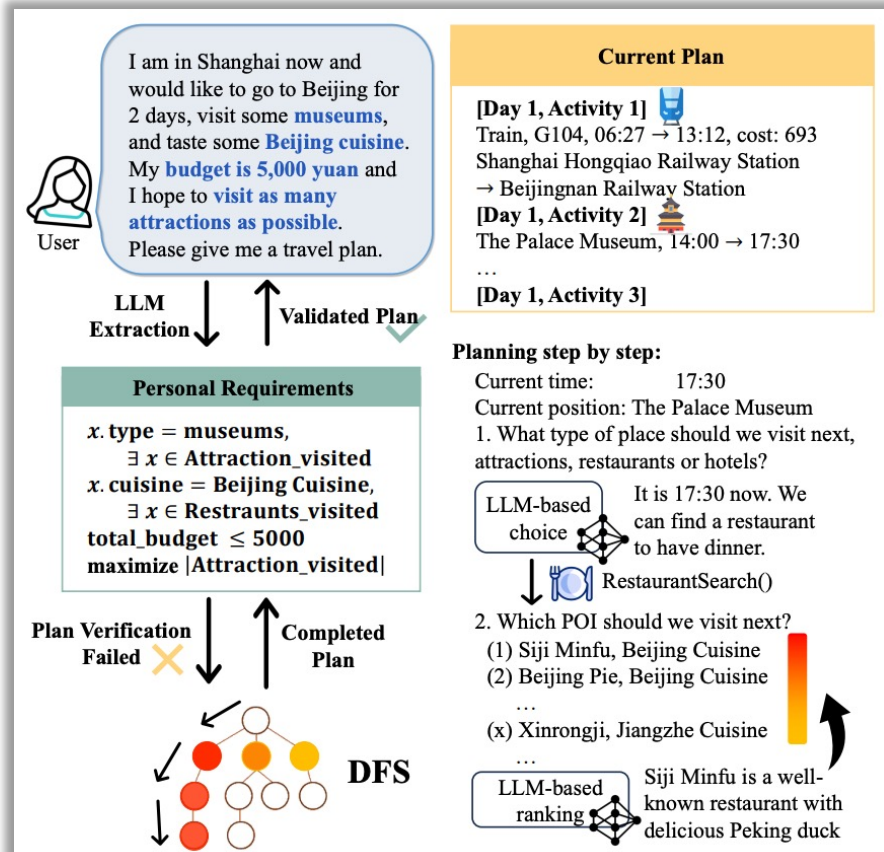 I am in Shanghai now and
would like to go to Beijing for
2 days, visit some museums,
and taste some Beijing cuisine.
My budget is 5,000 yuan and
I hope to visit as many
attractions as possible.
Please give me a travel plan.
User
LLM
Extraction
Validated Plan
Personal Requirements
x.type = museums,
∃ x ∈ Attraction_visited
x.cuisine = Beijing Cuisine,
∃ x ∈ Restraunts_visited
total_budget ≤ 5000
maximize |Attraction_visited|
Plan Verification
Failed
Completed
Plan
DFS
Current Plan
[Day 1, Activity 1]
Train, G104, 06:27 → 13:12, cost: 693
Shanghai Hongqiao Railway Station
→ Beijingnan Railway Station
[Day 1, Activity 2]
The Palace Museum, 14:00 → 17:30
...
[Day 1, Activity 3]
Planning step by step:
Current time: 17:30
Current position: The Palace Museum
1. What type of place should we visit next,
attractions, restaurants or hotels?
LLM-based
choice
It is 17:30 now. We
can find a restaurant
to have dinner.
RestaurantSearch()
2. Which POI should we visit next?
(1) Siji Minfu, Beijing Cuisine
(2) Beijing Pie, Beijing Cuisine
...
(x) Xinrongji, Jiangzhe Cuisine
...
LLM-based
ranking
Siji Minfu is a well-
known restaurant with
delicious Peking duck